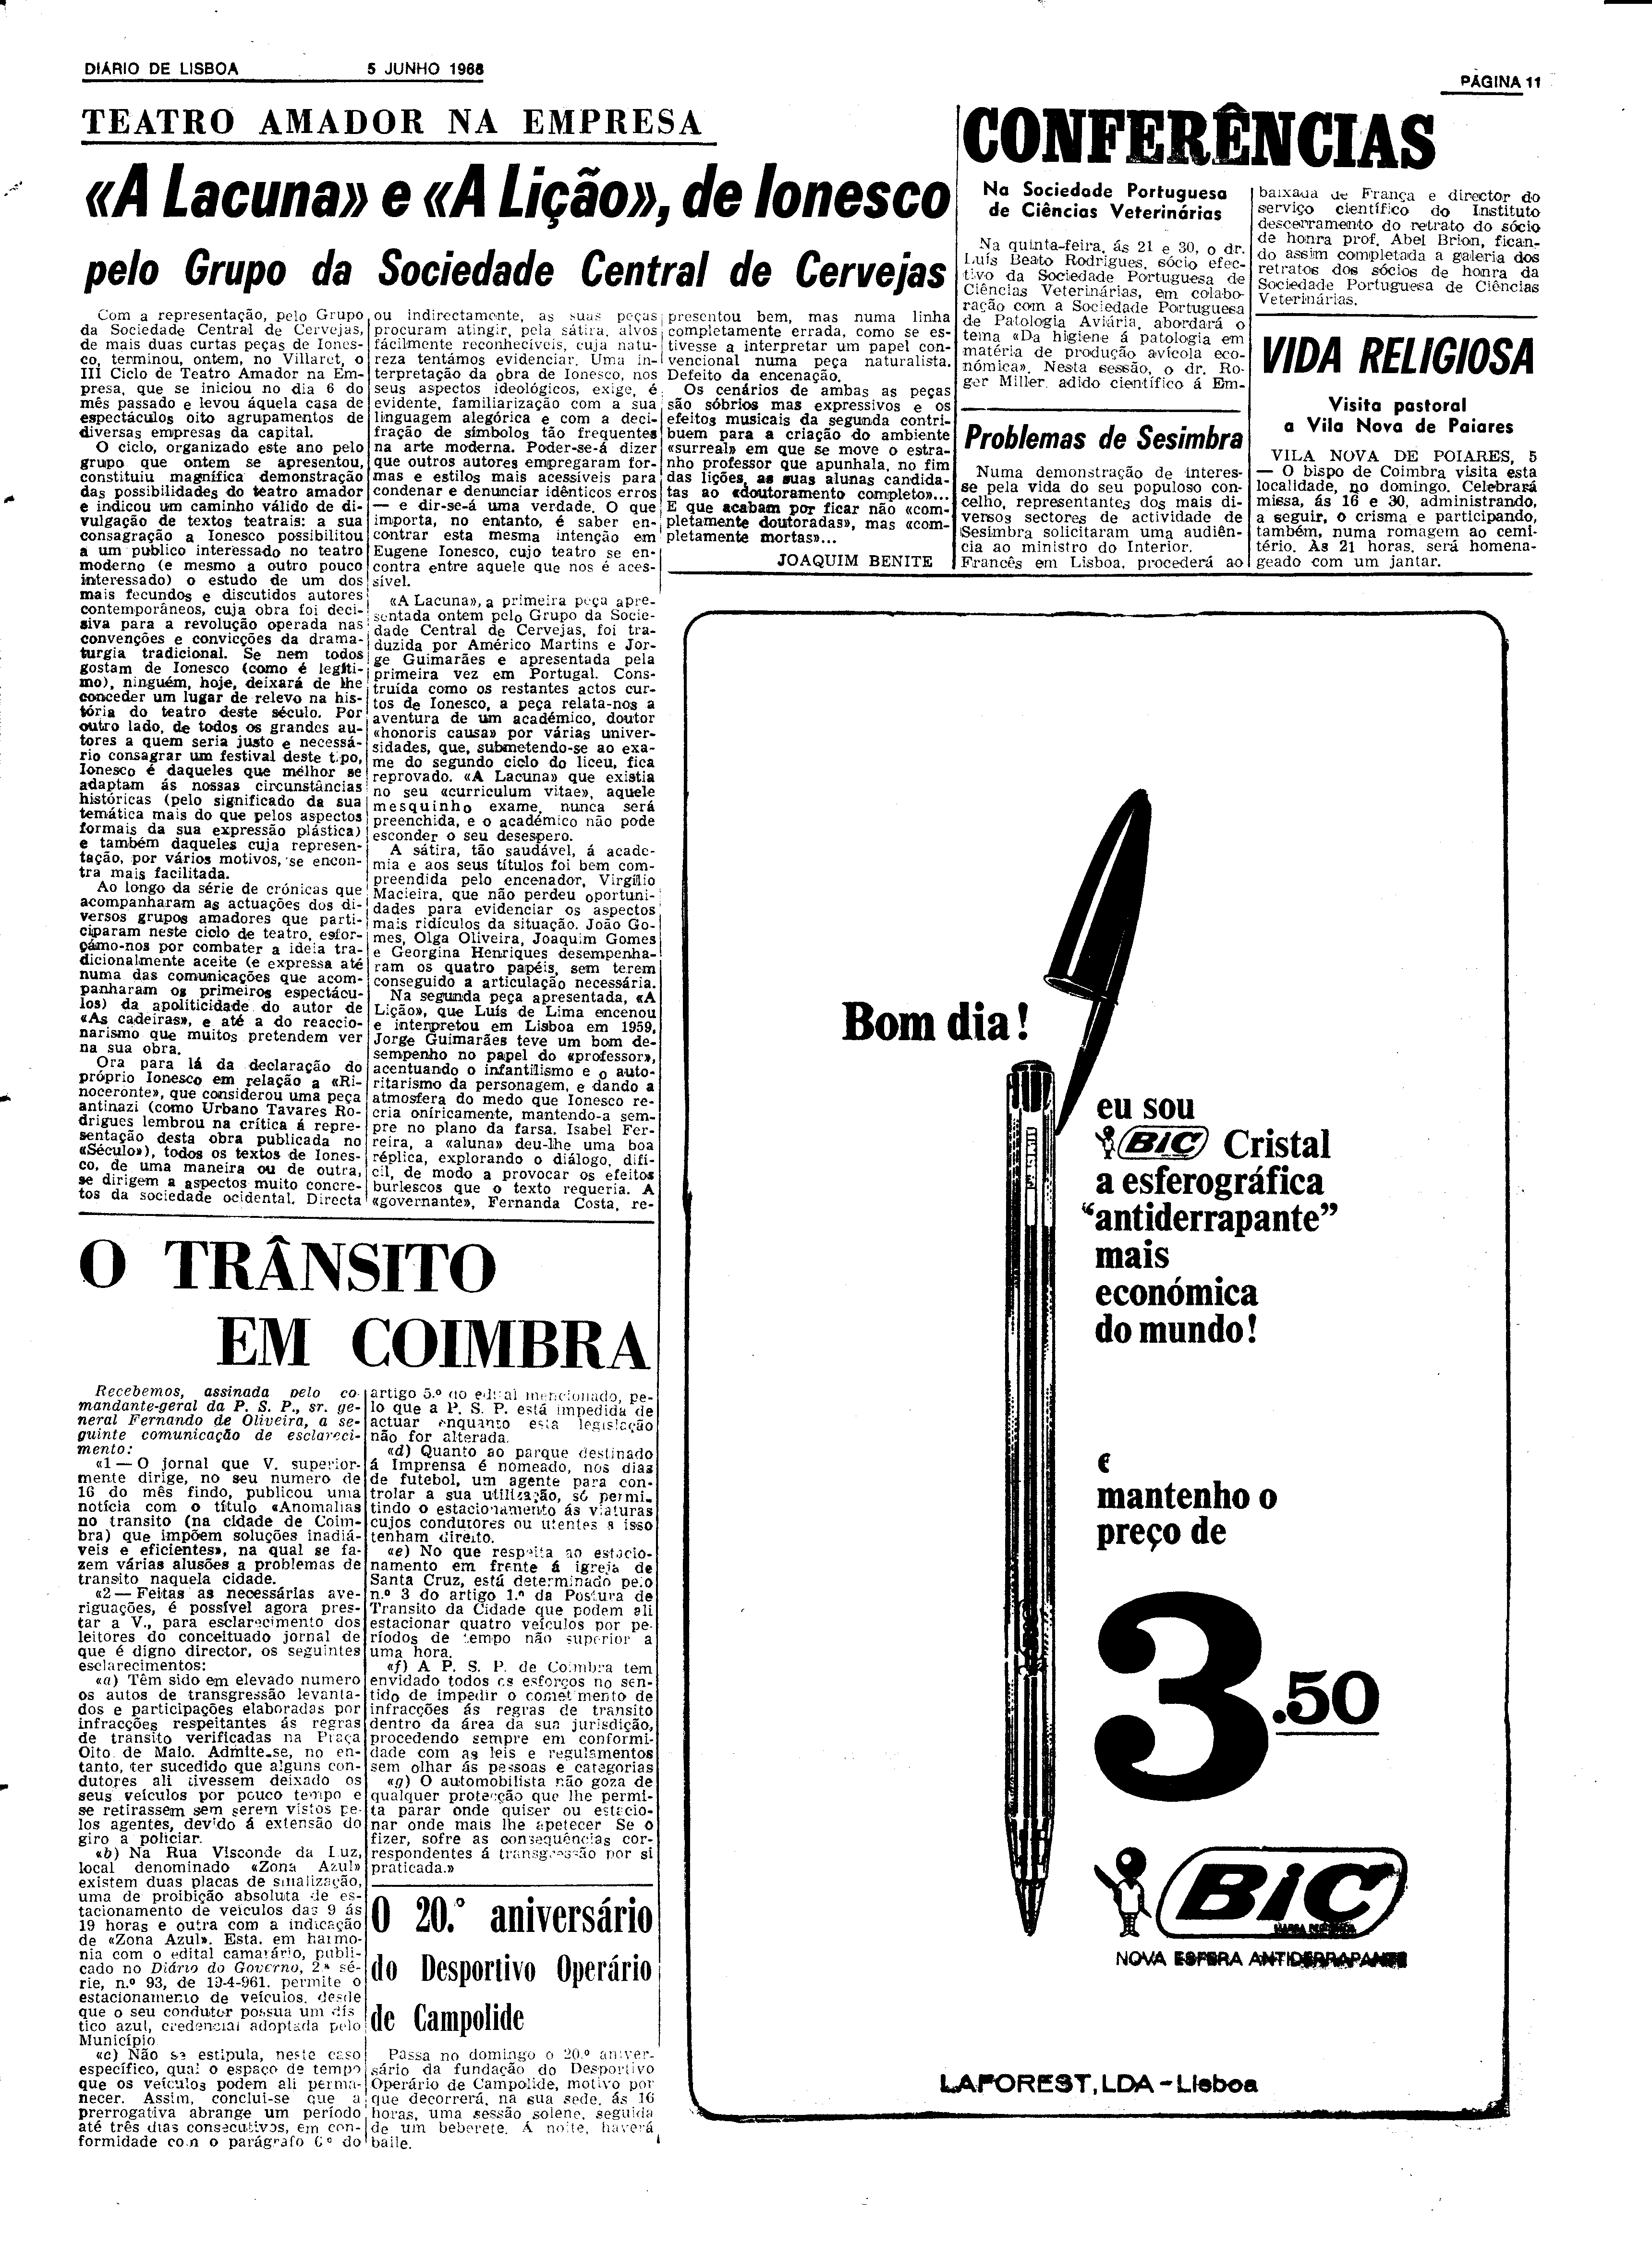 DIÁRIO DE LISBOA
5 JUNHO 1968
PÁGINA 11
TEATRO AMADOR NA EMPRESA
«A Lacuna» e «A Lição», de Ionesco
pelo Grupo da Sociedade Central de Cervejas
Com a representação, pelo Grupo
da Sociedade Central de Cervejas,
de mais duas curtas peças de Iones-
co, terminou, ontem, no Villaret, o
III Ciclo de Teatro Amador na Em-
presa, que se iniciou no dia 6 do
mês passado e levou àquela casa de
espectáculos oito agrupamentos de
diversas empresas da capital.
O ciclo, organizado este ano pelo
grupo que ontem se apresentou,
constituiu magnífica demonstração
das possibilidades do teatro amador
e indicou um caminho válido de di-
vulgação de textos teatrais: a sua
consagração a Ionesco possibilitou
a um publico interessado no teatro
moderno (e mesmo a outro pouco
interessado) o estudo de um dos
mais fecundos e discutidos autores
contemporâneos, cuja obra foi deci-
siva para a revolução operada nas
convenções e convicções da drama-
turgia tradicional. Se nem todos
gostam de Ionesco (como é legíti-
mo), ninguém, hoje, deixará de lhe
conceder um lugar de relevo na his-
tória do teatro deste século. Por
outro lado, de todos os grandes au-
tores a quem seria justo e necessá-
rio consagrar um festival deste tipo,
Ionesco é daqueles que melhor se
adaptam ás nossas circunstâncias
históricas (pelo significado da sua
temática mais do que pelos aspectos
formais da sua expressão plástica)
e também daqueles cuja represen-
tação, por vários motivos, se encon-
tra mais facilitada.
Ao longo da série de crónicas que
acompanharam as actuações dos di-
versos grupos amadores que parti-
ciparam neste ciclo de teatro, esfor-
çámo-nos por combater a ideia tra-
dicionalmente aceite (e expressa até
numa das comunicações que acom-
panharam os primeiros espectácu-
los) da apoliticidade do autor de
«As cadeiras», e até a do reaccio-
narismo que muitos pretendem ver
na sua obra.
Ora para lá da declaração do
próprio Ionesco em relação a «Ri-
noceronte», que considerou uma peça
antinazi (como Urbano Tavares Ro-
drigues lembrou na crítica á repre-
sentação desta obra publicada no
«Século»), todos os textos de Iones-
co, de uma maneira ou de outra,
se dirigem a aspectos muito concre-
tos da sociedade ocidental. Directa
ou indirectamente, as suas peças
procuram atingir, pela sátira, alvos
fácilmente reconhecíveis, cuja natu-
reza tentámos evidenciar. Uma in-
terpretação da obra de Ionesco, nos
seus aspectos ideológicos, exige, é
evidente, familiarização com a sua
linguagem alegórica e com a deci-
fração de símbolos tão frequentes
na arte moderna. Poder-se-á dizer
que outros autores empregaram for-
mas e estilos mais acessíveis para
condenar e denunciar idênticos erros
— e dir-se-á uma verdade. O que
importa, no entanto, é saber en-
contrar esta mesma intenção em
Eugene Ionesco, cujo teatro se en-
contra entre aquele que nos é aces-
sível.
«A Lacuna», a primeira peça apre-
sentada ontem pelo Grupo da Socie-
dade Central de Cervejas, foi tra-
duzida por Américo Martins e Jor-
ge Guimarães e apresentada pela
primeira vez em Portugal. Cons-
truída como os restantes actos cur-
tos de Ionesco, a peça relata-nos a
aventura de um académico, doutor
«honoris causa» por várias univer-
sidades, que, submetendo-se ao exa-
me do segundo ciclo do liceu, fica
reprovado. «A Lacuna» que existia
no seu «curriculum vitae», aquele
mesquinho exame, nunca será
preenchida, e o académico não pode
esconder o seu desespero.
A sátira, tão saudável, á acade-
mia e aos seus títulos foi bem com-
preendida pelo encenador, Virgílio
Macieira, que não perdeu oportuni-
dades para evidenciar os aspectos
mais ridículos da situação. João Go-
mes, Olga Oliveira, Joaquim Gomes
e Georgina Henriques desempenha-
ram os quatro papéis, sem terem
conseguido a articulação necessária.
Na segunda peça apresentada, «A
Lição», que Luís de Lima encenou
e interpretou em Lisboa em 1959,
Jorge Guimarães teve um bom de-
sempenho no papel do «professor»,
acentuando o infantilismo e o auto-
ritarismo da personagem, e dando a
atmosfera do medo que Ionesco re-
cria oníricamente, mantendo-a sem-
pre no plano da farsa. Isabel Fer-
reira, a «aluna» deu-lhe uma boa
réplica, explorando o diálogo, difí-
cil, de modo a provocar os efeitos
burlescos que o texto requeria. A
«governante», Fernanda Costa, re-
presentou bem, mas numa linha
completamente errada, como se es-
tivesse a interpretar um papel con-
vencional numa peça naturalista.
Defeito da encenação.
Os cenários de ambas as peças
são sóbrios mas expressivos e os
efeitos musicais da segunda contri-
buem para a criação do ambiente
«surreal» em que se move o estra-
nho professor que apunhala, no fim
das lições, as suas alunas candida-
tas ao «doutoramento completo»...
E que acabam por ficar não «com-
pletamente doutoradas», mas «com-
pletamente mortas»...
JOAQUIM BENITE
CONFERÊNCIAS
Na Sociedade Portuguesa
de Ciências Veterinárias
Na quinta-feira, ás 21 e 30, o dr.
Luís Beato Rodrigues, sócio efec-
tivo da Sociedade Portuguesa de
Ciências Veterinárias, em colabo-
ração com a Sociedade Portuguesa
de Patologia Aviária, abordará o
tema «Da higiene á patologia em
matéria de produção avícola eco-
nómica». Nesta sessão, o dr. Ro-
ger Miller, adido científico á Em-
Problemas de Sesimbra
Numa demonstração de interes-
se pela vida do seu populoso con-
celho, representantes dos mais di-
versos sectores de actividade de
Sesimbra solicitaram uma audiên-
cia ao ministro do Interior.
Francês em Lisboa, procederá ao
baixada de França e director do
serviço científico do Instituto
descerramento do retrato do sócio
de honra prof. Abel Brion, fican-
do assim completada a galeria dos
retratos dos sócios de honra da
Sociedade Portuguesa de Ciências
Veterinárias.
VIDA RELIGIOSA
Visita pastoral
a Vila Nova de Paiares
VILA NOVA DE POIARES, 5
— O bispo de Coimbra visita esta
localidade, no domingo. Celebrará
missa, ás 16 e 30, administrando,
a seguir, o crisma e participando,
também, numa romagem ao cemi-
tério. As 21 horas, será homena-
geado com um jantar.
O TRÂNSITO
EM COIMBRA
Recebemos, assinada pelo co-
mandante-geral da P. S. P., sr. ge-
neral Fernando de Oliveira, a se-
guinte comunicação de esclareci-
mento:
«1 — O jornal que V. superior-
mente dirige, no seu numero de
16 do mês findo, publicou uma
notícia com o título «Anomalias
no transito (na cidade de Coim-
bra) que impõem soluções inadiá-
veis e eficientes», na qual se fa-
zem várias alusões a problemas de
transito naquela cidade.
«2 — Feitas as necessárias ave-
riguações, é possível agora pres-
tar a V., para esclarecimento dos
leitores do conceituado jornal de
que é digno director, os seguintes
esclarecimentos:
«a) Têm sido em elevado numero
os autos de transgressão levanta-
dos e participações elaboradas por
infracções respeitantes ás regras
de transito verificadas na Praça
Oito de Maio. Admite-se, no en-
tanto, ter sucedido que alguns con-
dutores ali tivessem deixado os
seus veículos por pouco tempo e
se retirassem sem serem vistos pe-
los agentes, devido á extensão do
giro a policiar.
«b) Na Rua Visconde da Luz,
local denominado «Zona Azul»
existem duas placas de sinalização,
uma de proibição absoluta de es-
tacionamento de veículos das 9 ás
19 horas e outra com a indicação
de «Zona Azul». Esta, em harmo-
nia com o edital camarário, publi-
cado no Diário do Governo, 2.ª sé-
rie, n.º 93, de 19-4-961, permite o
estacionamento de veículos, desde
que o seu condutor possua um dís
tico azul, credencial adoptada pelo
Município
«c) Não se estipula, neste caso
específico, qual o espaço de tempo
que os veículos podem ali perma-
necer. Assim, conclui-se que a
prerrogativa abrange um período
até três dias consecutivos, em con-
formidade com o parágrafo 6º do
artigo 5.º do edital mencionado, pe-
lo que a P. S. P. está impedida de
actuar enquanto esta legislação
não for alterada.
«d) Quanto ao parque destinado
á Imprensa é nomeado, nos dias
de futebol, um agente para con-
trolar a sua utilização, só permi-
tindo o estacionamento ás viaturas
cujos condutores ou utentes a isso
tenham direito.
«e) No que respeita ao estacio-
namento em frente á igreja de
Santa Cruz, está determinado pelo
n.º 3 do artigo 1.º da Postura de
Transito da Cidade que podem ali
estacionar quatro veículos por pe-
ríodos de tempo não superior a
uma hora.
«f) A P. S. P. de Coimbra tem
envidado todos os esforços no sen-
tido de impedir o cometimento de
infracções ás regras de transito
dentro da área da sua jurisdição,
procedendo sempre em conformi-
dade com as leis e regulamentos
sem olhar ás pessoas e categorias
«g) O automobilista não goza de
qualquer protecção que lhe permi-
ta parar onde quiser ou estacio-
nar onde mais lhe apetecer Se o
fizer, sofre as consequências cor-
respondentes á transgressão por si
praticada.»
O 20.º aniversário
do Desportivo Operário
de Campolide
Passa no domingo o 20.º aniver-
sário da fundação do Desportivo
Operário de Campolide, motivo por
que decorrerá, na sua sede, ás 16
horas, uma sessão solene, seguida
de um beberete. Á noite, haverá
baile.
Bom dia!
eu sou
BIC Cristal
a esferográfica
“antiderrapante”
mais
económica
do mundo!
e
mantenho o
preço de
3.50
BIC
NOVA ESFERA ANTIDERRAPANTE
LAFOREST, LDA - Lisboa